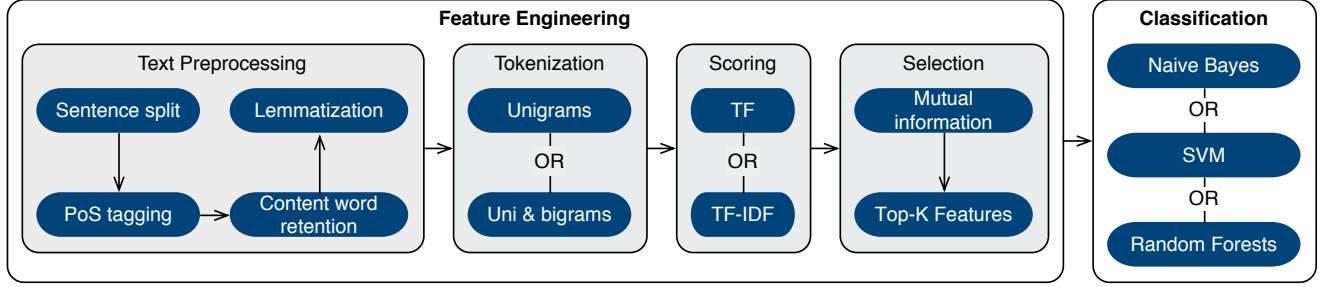 Feature Engineering
Text Preprocessing
Sentence split
PoS tagging
Content word
retention
Lemmatization
Tokenization
Unigrams
OR
Uni & bigrams
Scoring
TF
OR
TF-IDF
Selection
Mutual
information
Top-K Features
Classification
Naive Bayes
OR
SVM
OR
Random Forests